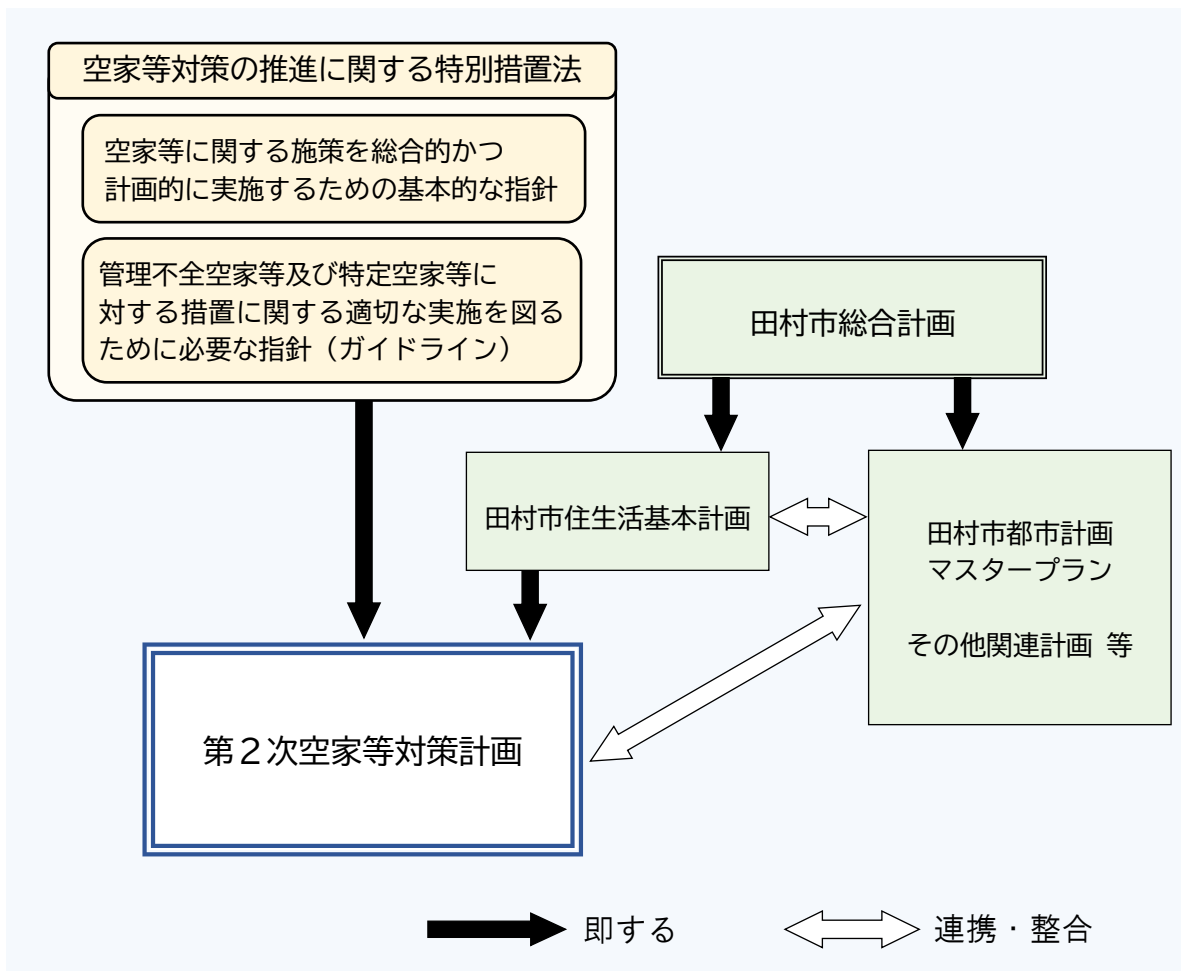 空家等対策の推進に関する特別措置法
空家等に関する施策を総合的かつ
計画的に実施するための基本的な指針
管理不全空家等及び特定空家等に
対する措置に関する適切な実施を図る
ために必要な指針（ガイドライン）
田村市総合計画
田村市住生活基本計画
田村市都市計画
マスタープラン
その他関連計画 等
第２次空家等対策計画
即する
連携・整合